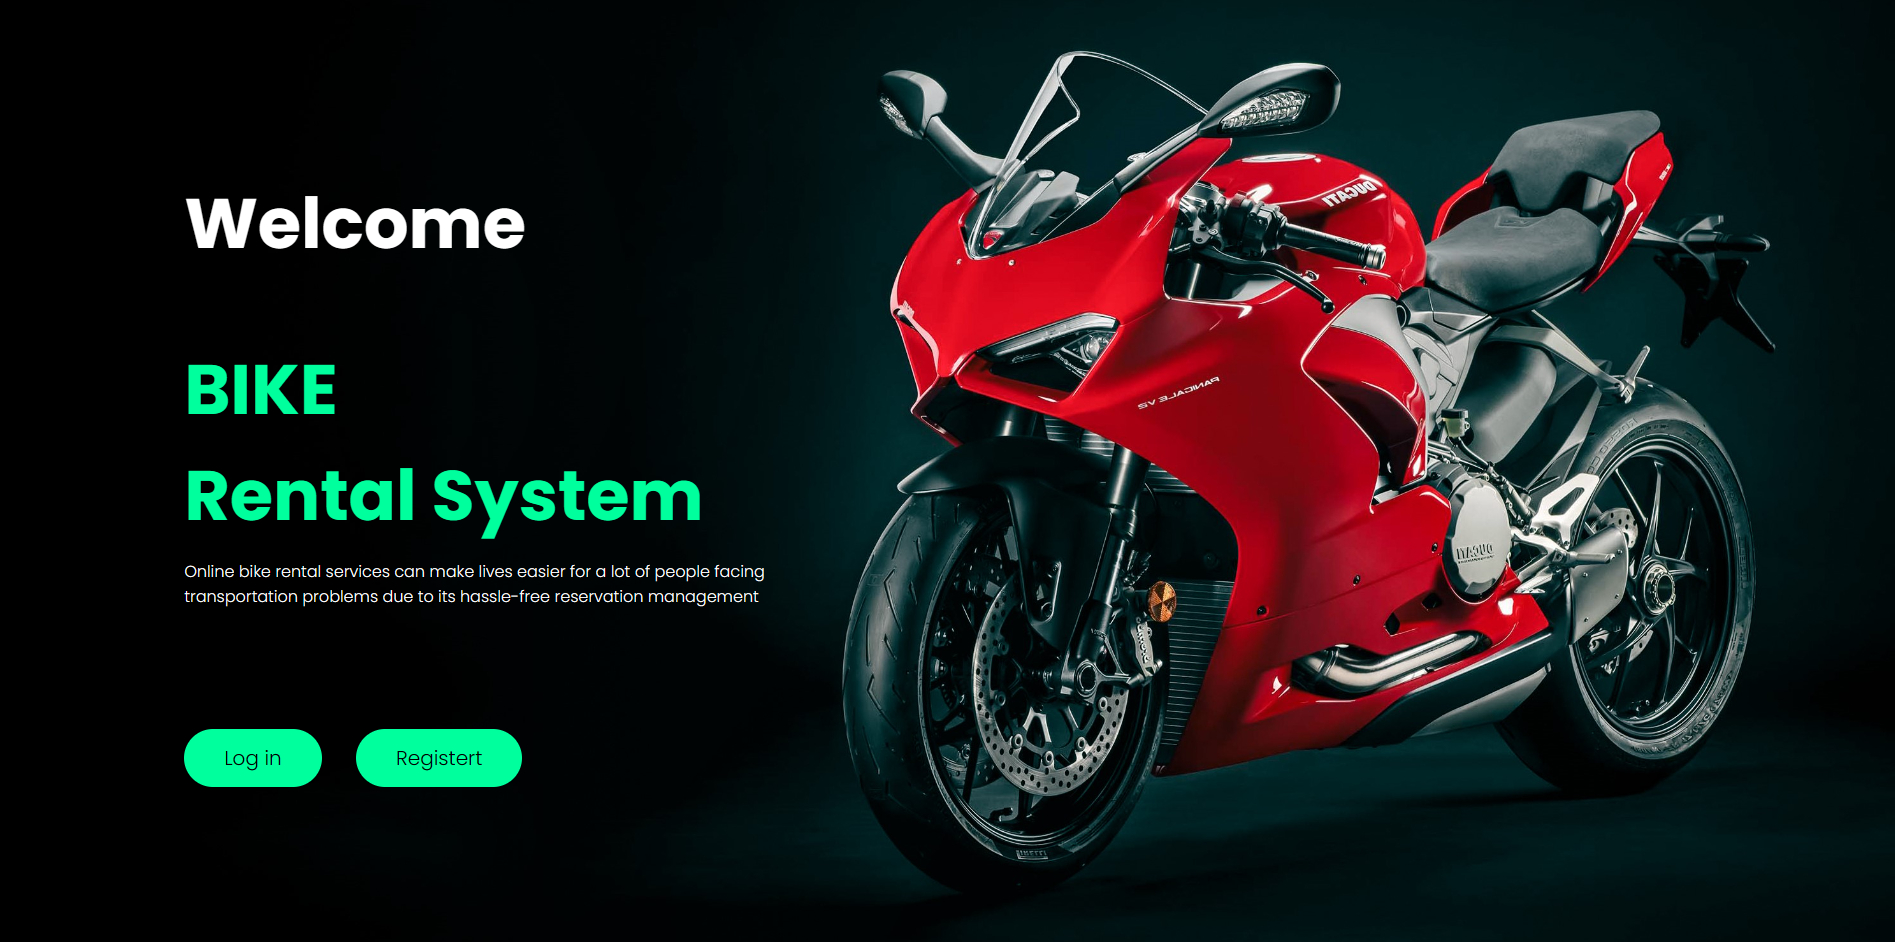 Welcome
BIKE
Rental System
Online bike rental services can make lives easier for a lot of people facing
transportation problems due to its hassle-free reservation management
Log in
Registert
DUCATI
PANIGALE V2
DUCATI
PIRELLI